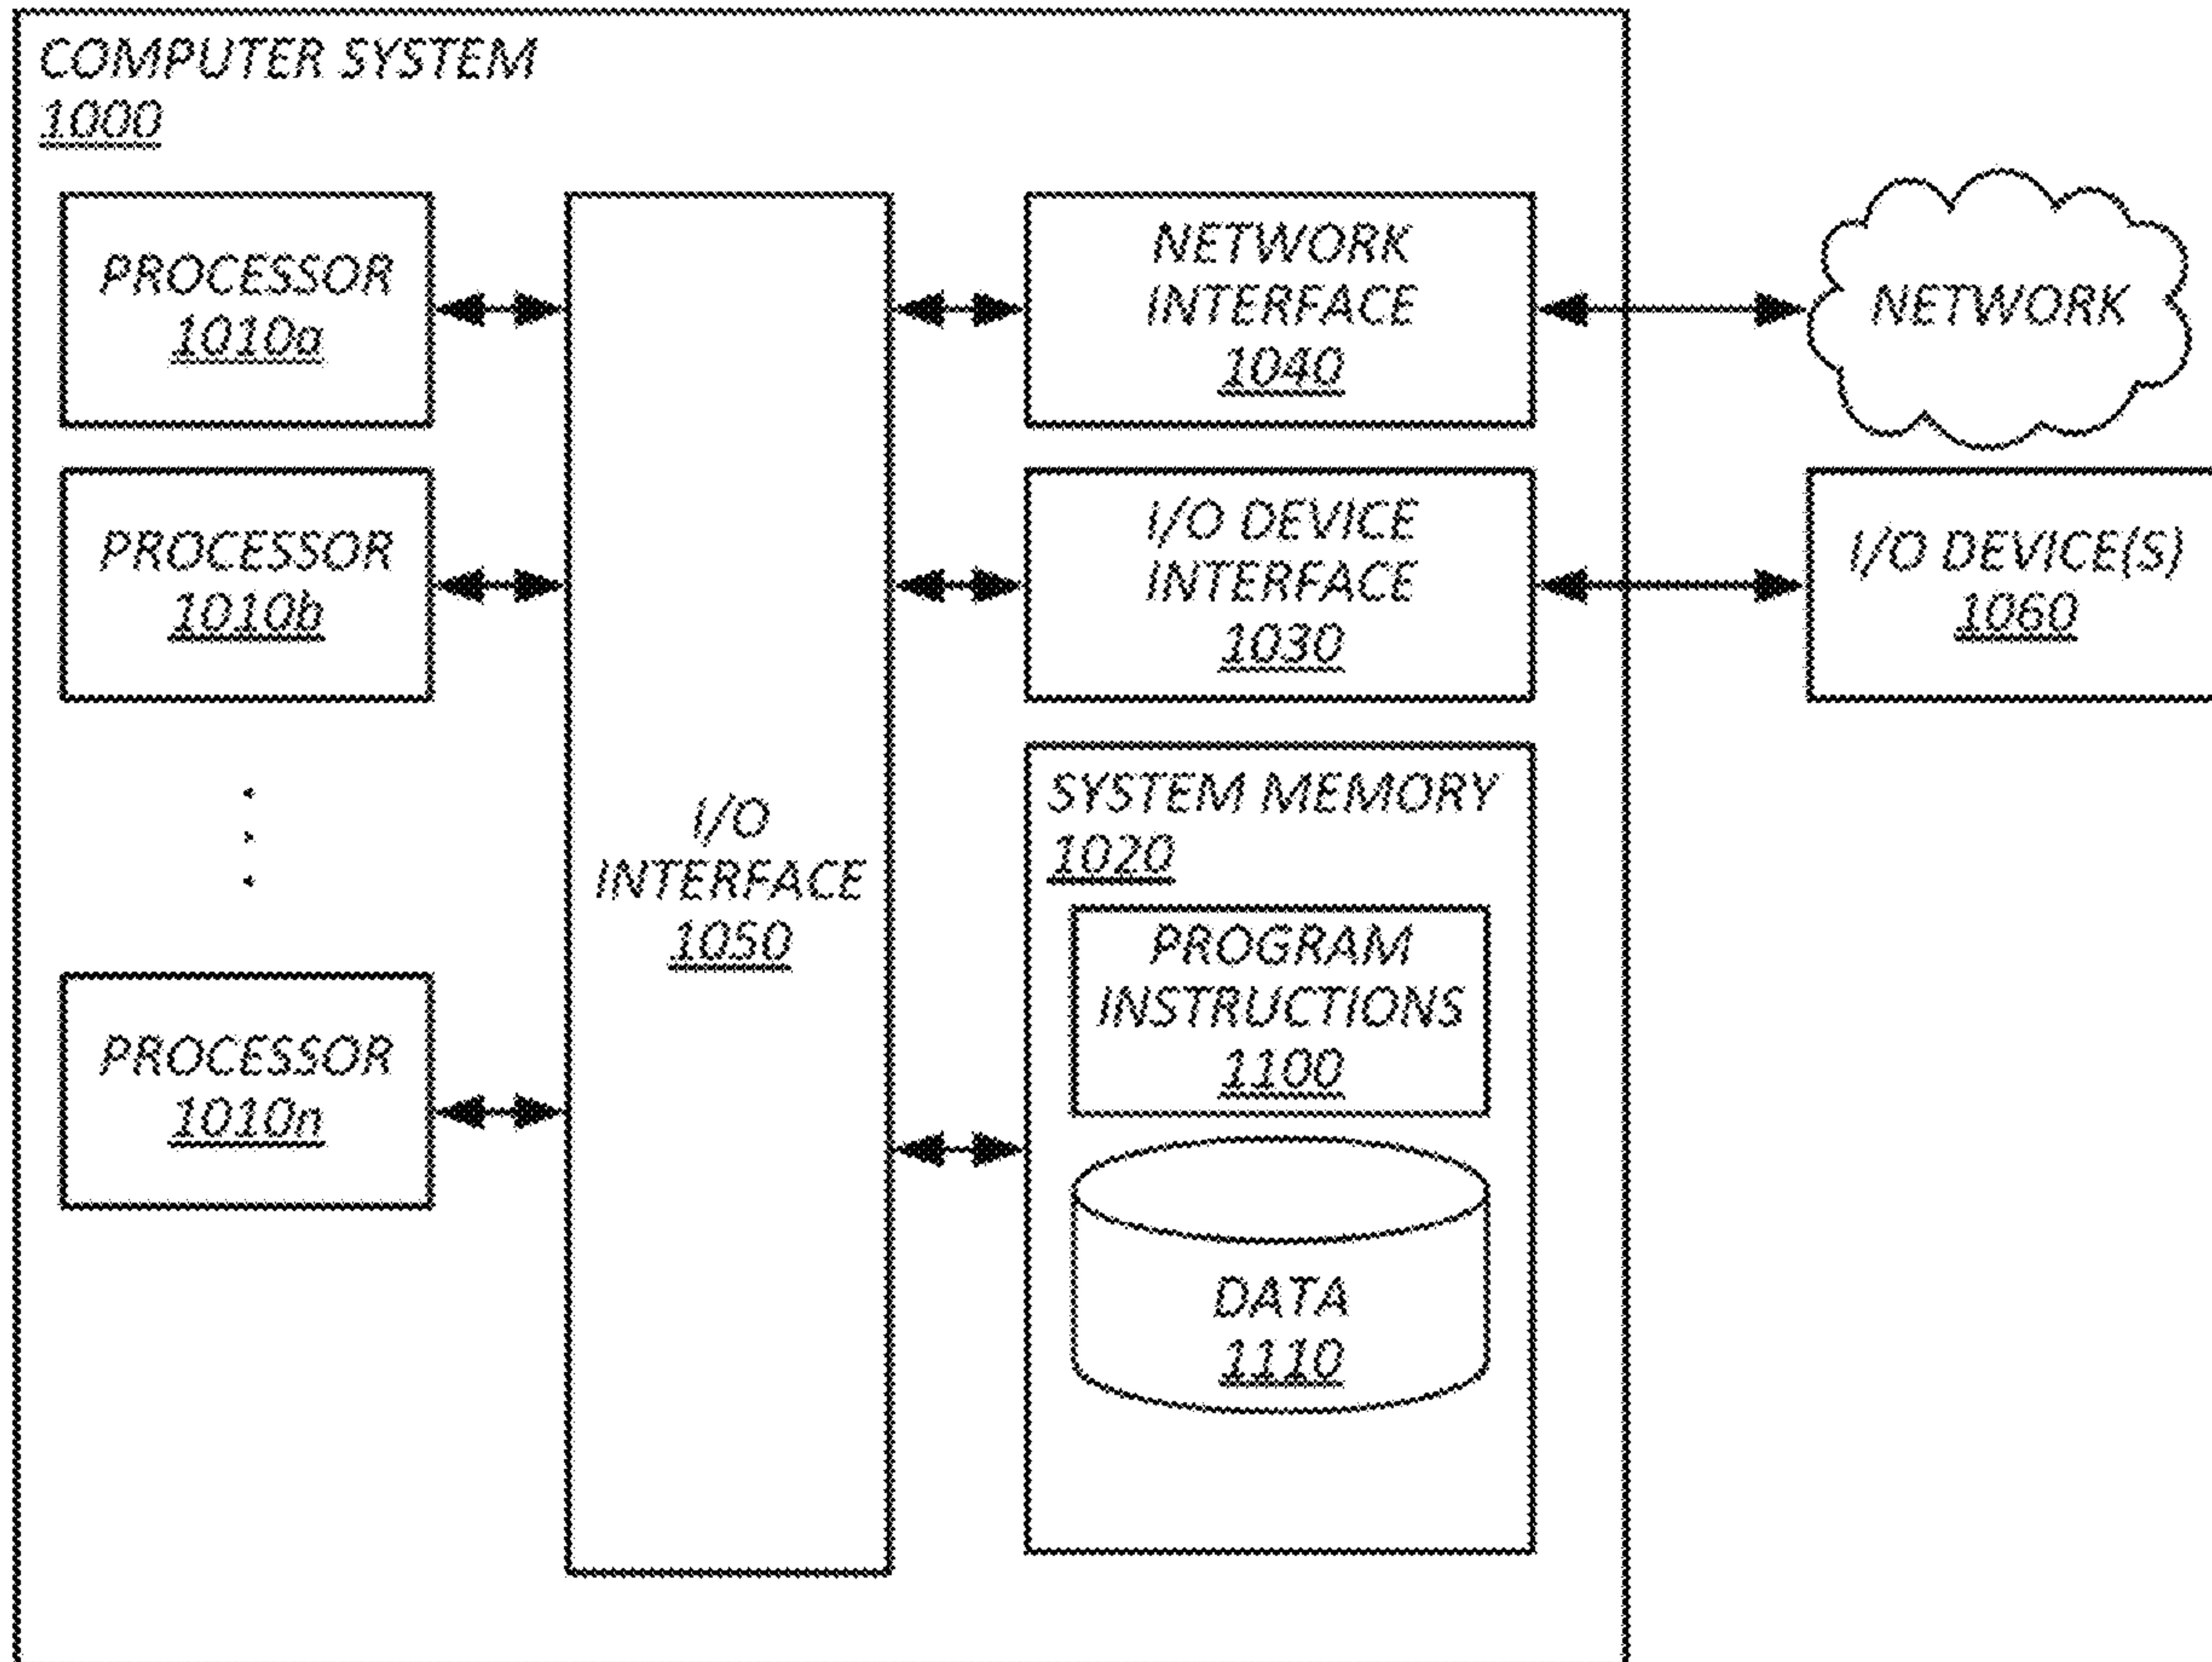 COMPUTER SYSTEM
1000
PROCESSOR
1010a
PROCESSOR
1010b
PROCESSOR
1010n
I/O
INTERFACE
1050
NETWORK
INTERFACE
1040
I/O DEVICE
INTERFACE
1030
SYSTEM MEMORY
1020
PROGRAM
INSTRUCTIONS
1100
DATA
1110
NETWORK
I/O DEVICE(S)
1060